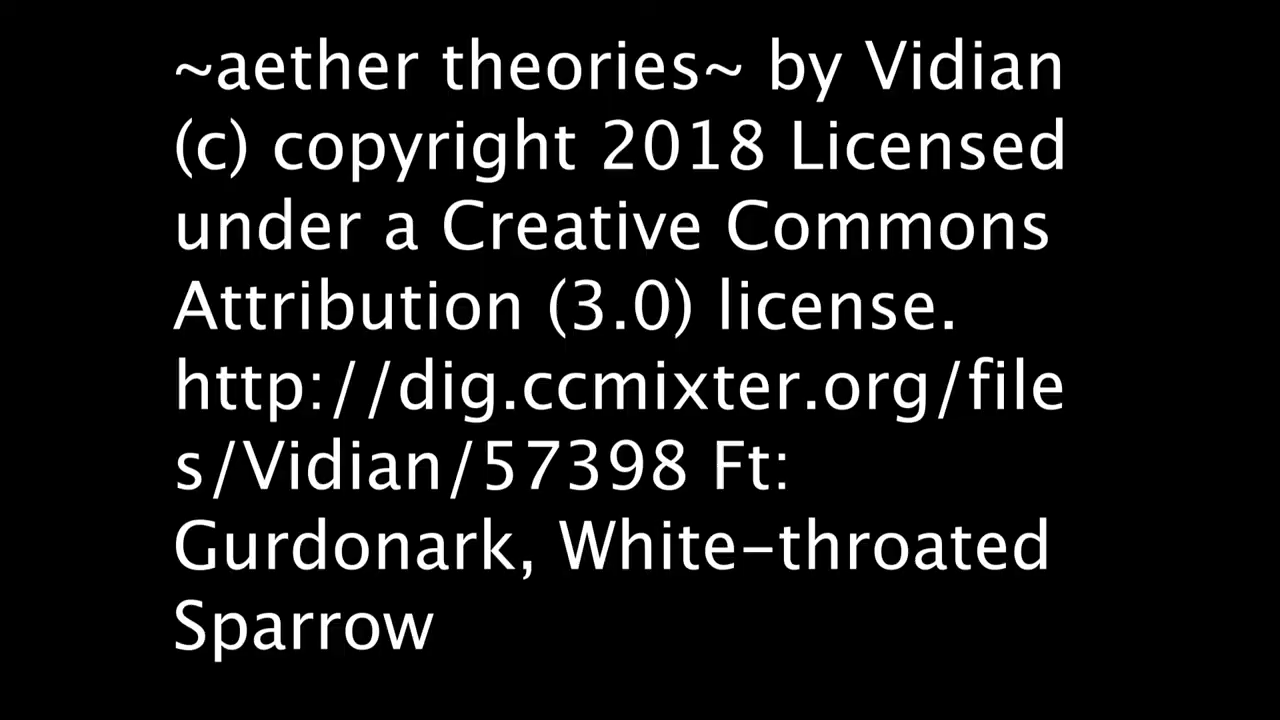 ~aether theories~ by Vidian
(c) copyright 2018 Licensed
under a Creative Commons
Attribution (3.0) license.
http://dig.ccmixter.org/file
s/Vidian/57398 Ft:
Gurdonark, White-throated
Sparrow